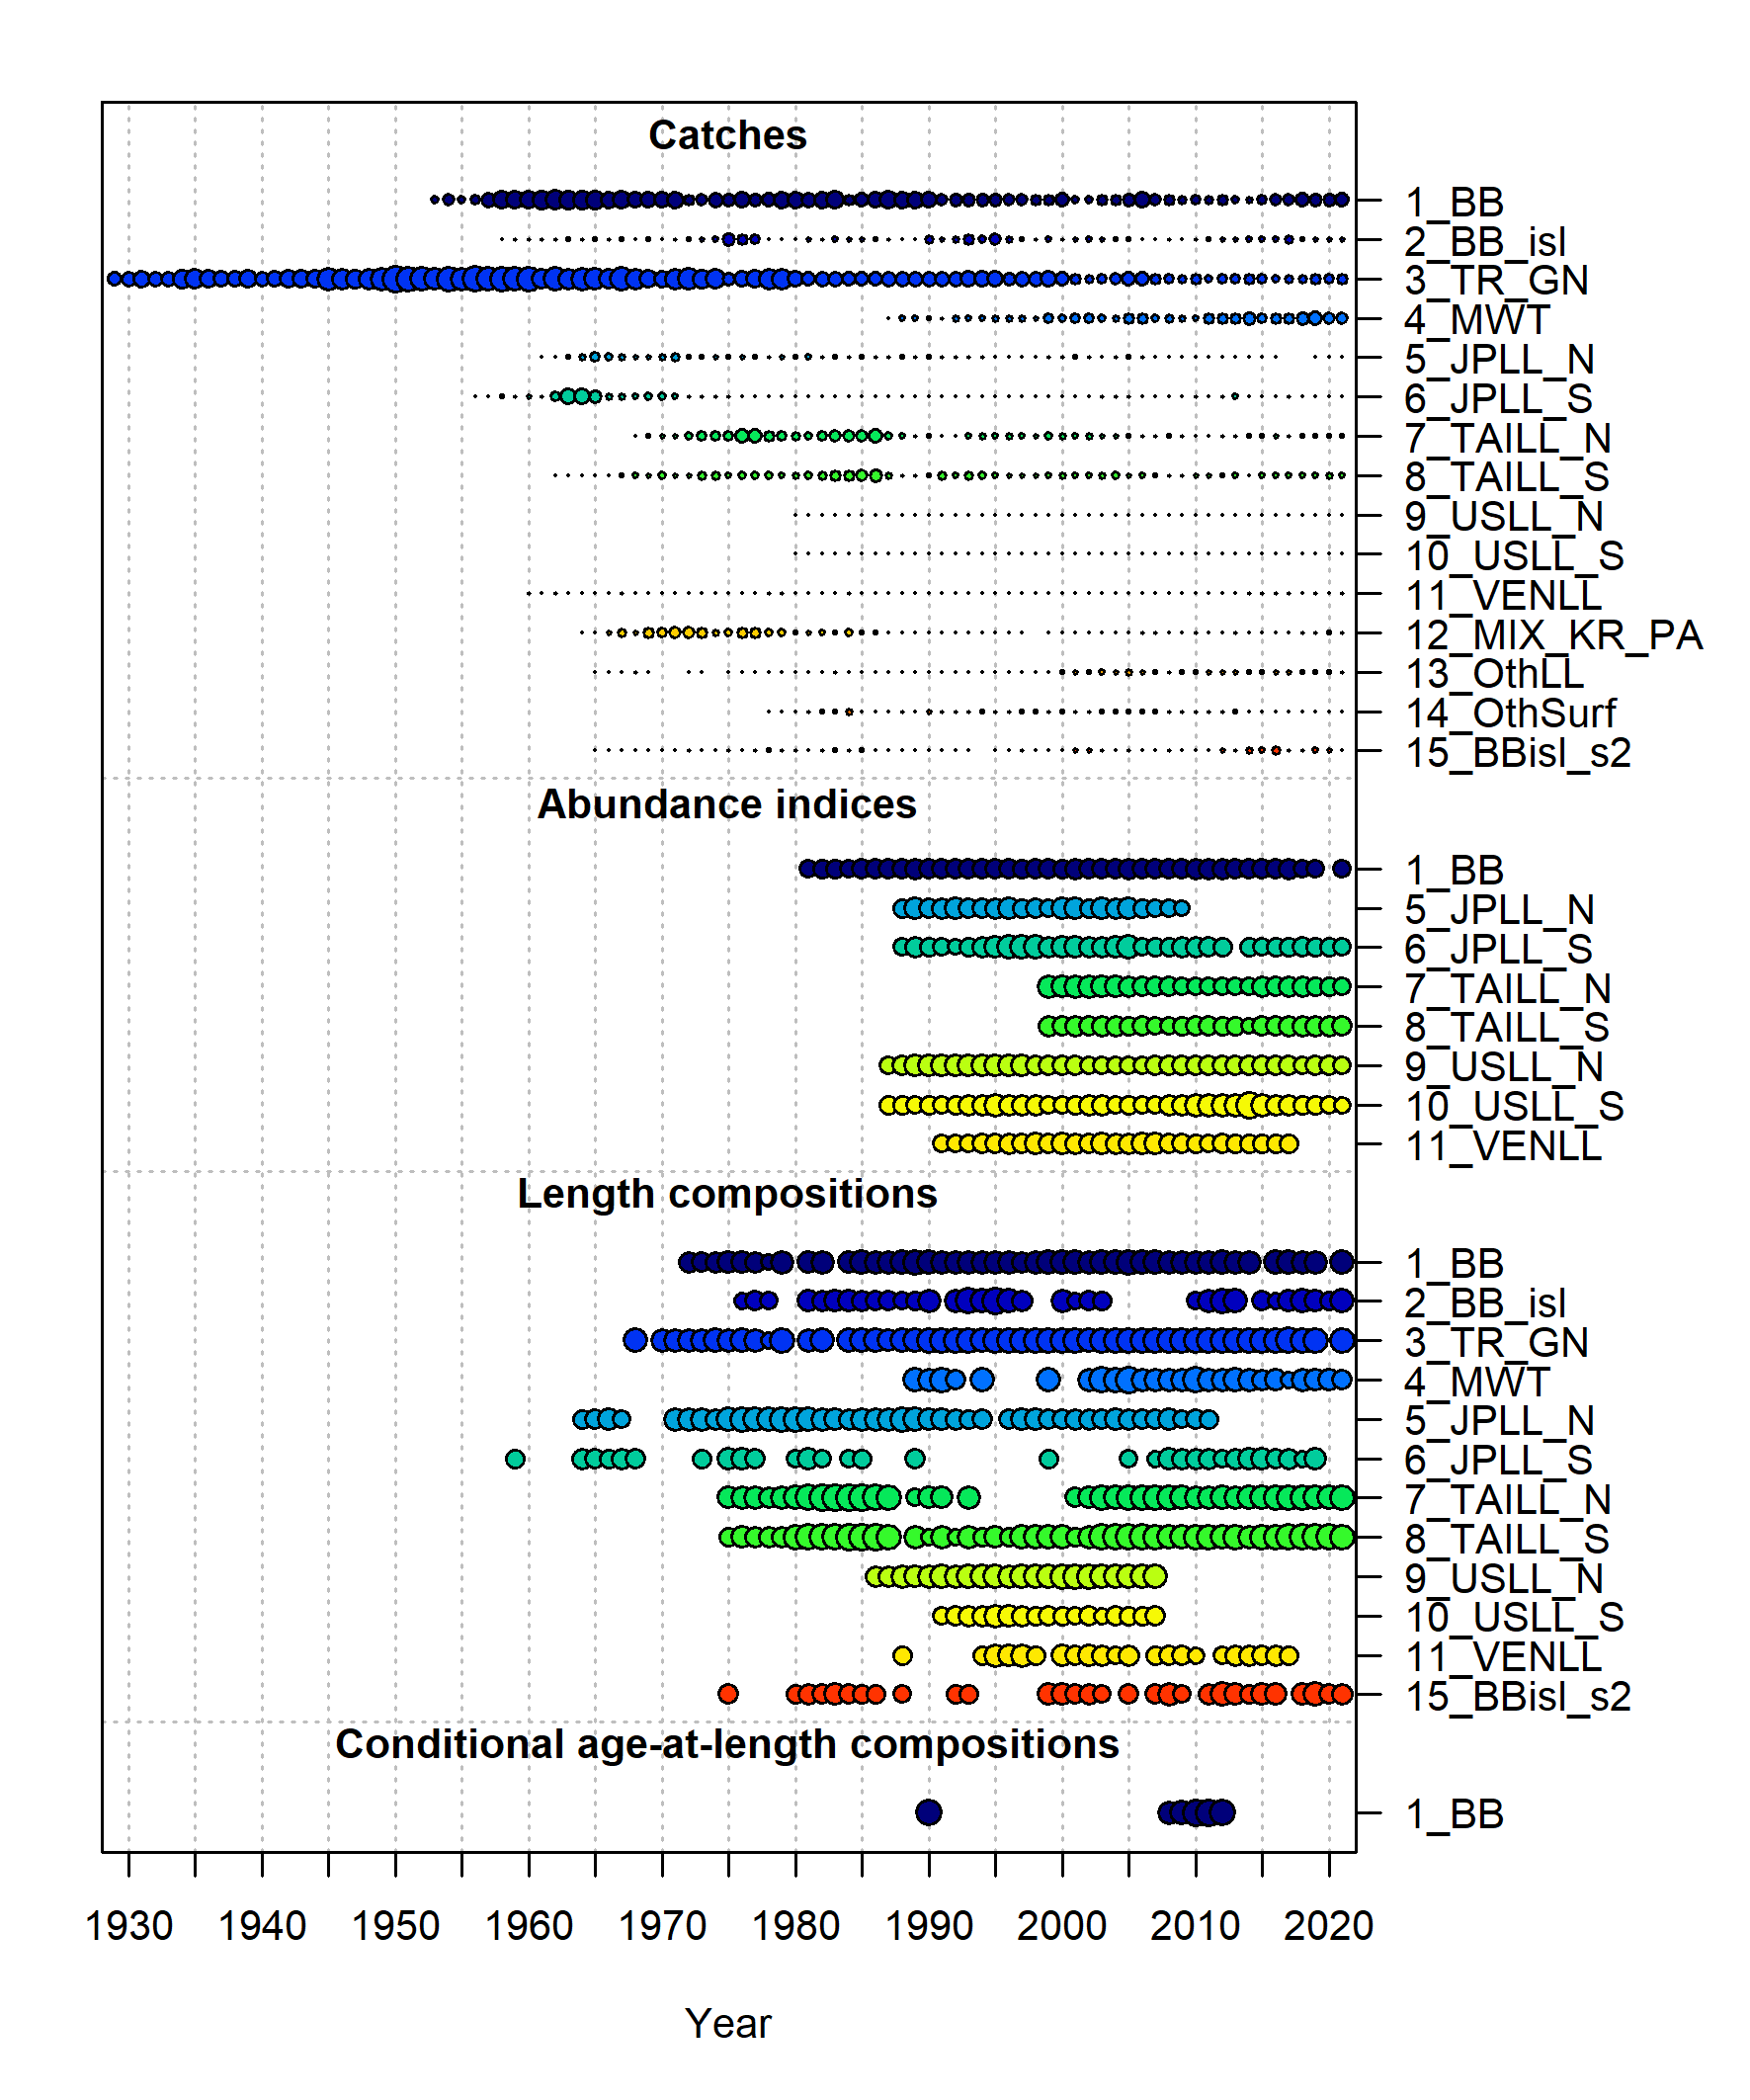 Catches
1_BB
2_BB_isl
3_TR_GN
4_MWT
5_JPLL_N
6_JPLL_S
7_TAILL_N
8_TAILL_S
9_USLL_N
10_USLL_S
11_VENLL
12_MIX_KR_PA
13_OthLL
14_OthSurf
15_BBisl_s2
Abundance indices
1_BB
5_JPLL_N
6_JPLL_S
7_TAILL_N
8_TAILL_S
9_USLL_N
10_USLL_S
11_VENLL
Length compositions
1_BB
2_BB_isl
3_TR_GN
4_MWT
5_JPLL_N
6_JPLL_S
7_TAILL_N
8_TAILL_S
9_USLL_N
10_USLL_S
11_VENLL
15_BBisl_s2
Conditional age-at-length compositions
1_BB
1930 1940 1950 1960 1970 1980 1990 2000 2010 2020
Year